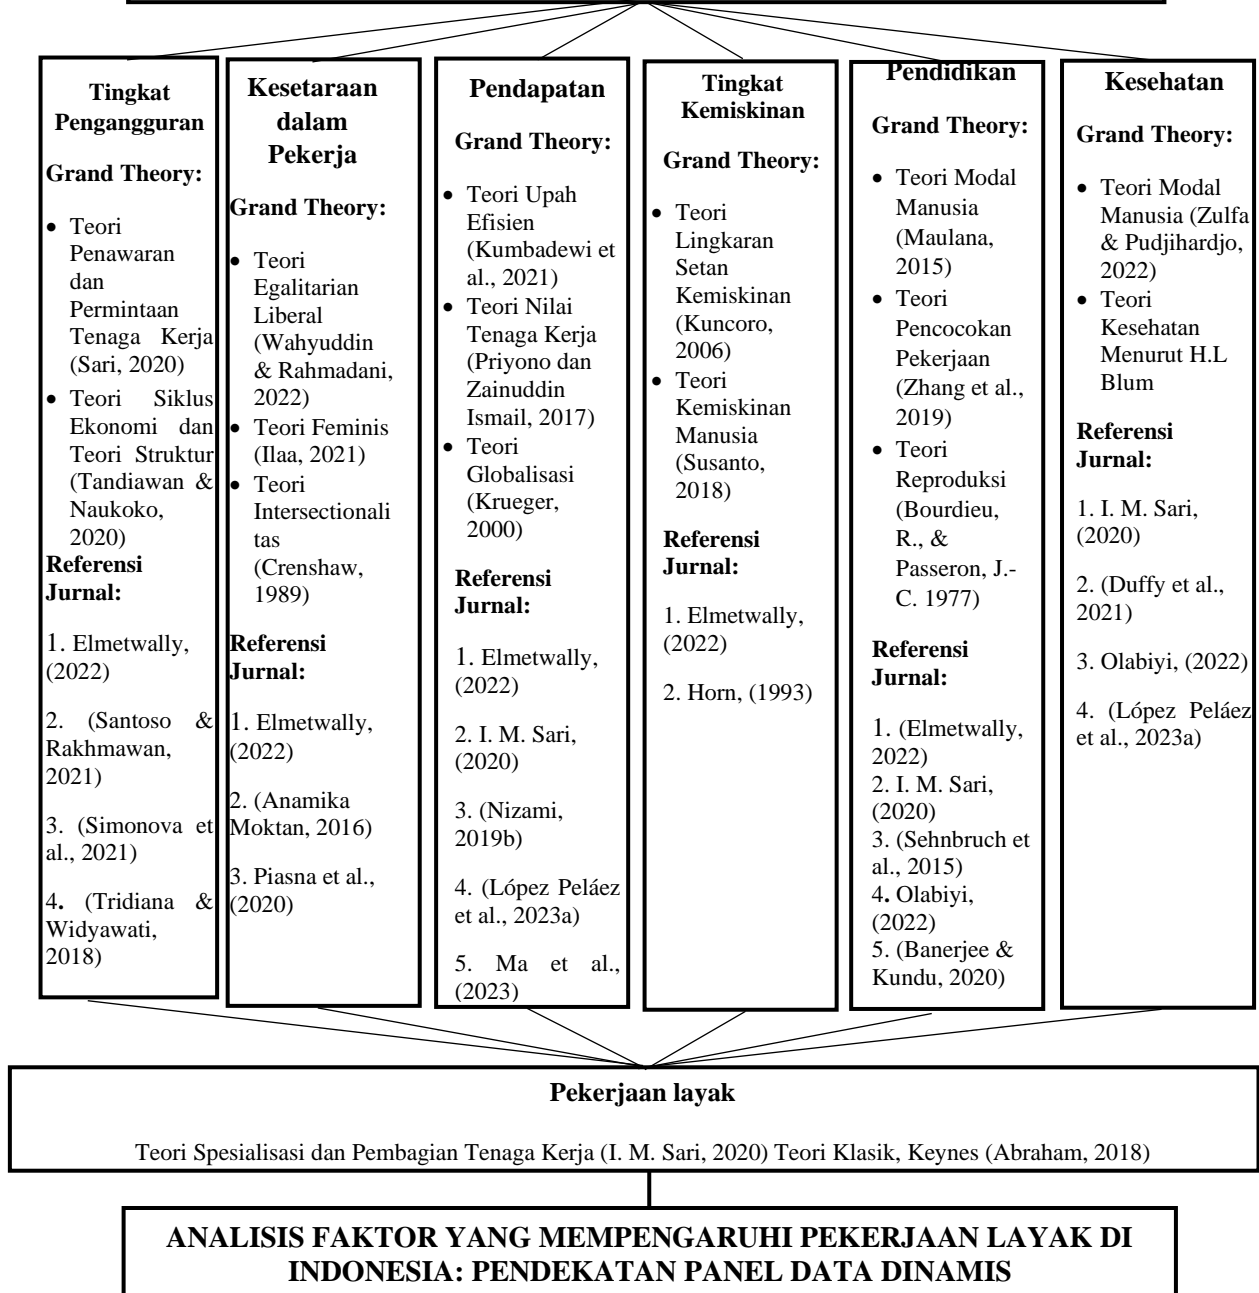 Tingkat
Pengangguran
Grand Theory:
• Teori
Penawaran
dan
Permintaan
Tenaga Kerja
(Sari, 2020)
• Teori Siklus
Ekonomi dan
Teori Struktur
(Tandiawan &
Naukoko,
2020)
Referensi
Jurnal:
1. Elmetwally,
(2022)
2. (Santoso &
Rakhmawan,
2021)
3. (Simonova et
al., 2021)
4. (Tridiana &
Widyawati,
2018)
Kesetaraan
dalam
Pekerja
Grand Theory:
• Teori
Egalitarian
Liberal
(Wahyuddin
& Rahmadani,
2022)
• Teori Feminis
(Ilaa, 2021)
• Teori
Intersectionali
tas
(Crenshaw,
1989)
Referensi
Jurnal:
1. Elmetwally,
(2022)
2. (Anamika
Moktan, 2016)
3. Piasna et al.,
(2020)
Pendapatan
Grand Theory:
• Teori Upah
Efisien
(Kumbadewi et
al., 2021)
• Teori Nilai
Tenaga Kerja
(Priyono dan
Zainuddin
Ismail, 2017)
• Teori
Globalisasi
(Krueger,
2000)
Referensi
Jurnal:
1. Elmetwally,
(2022)
2. I. M. Sari,
(2020)
3. (Nizami,
2019b)
4. (López Peláez
et al., 2023a)
5. Ma et al.,
(2023)
Tingkat
Kemiskinan
Grand Theory:
• Teori
Lingkaran
Setan
Kemiskinan
(Kuncoro,
2006)
• Teori
Kemiskinan
Manusia
(Susanto,
2018)
Referensi
Jurnal:
1. Elmetwally,
(2022)
2. Horn, (1993)
Pendidikan
Grand Theory:
• Teori Modal
Manusia
(Maulana,
2015)
• Teori
Pencocokan
Pekerjaan
(Zhang et al.,
2019)
• Teori
Reproduksi
(Bourdieu,
R., &
Passeron, J.-
C. 1977)
Referensi
Jurnal:
1. (Elmetwally,
2022)
2. I. M. Sari,
(2020)
3. (Sehnbruch et
al., 2015)
4. Olabiyi,
(2022)
5. (Banerjee &
Kundu, 2020)
Kesehatan
Grand Theory:
• Teori Modal
Manusia (Zulfa
& Pudjihardjo,
2022)
• Teori
Kesehatan
Menurut H.L
Blum
Referensi
Jurnal:
1. I. M. Sari,
(2020)
2. (Duffy et al.,
2021)
3. Olabiyi, (2022)
4. (López Peláez
et al., 2023a)
Pekerjaan layak
Teori Spesialisasi dan Pembagian Tenaga Kerja (I. M. Sari, 2020) Teori Klasik, Keynes (Abraham, 2018)
ANALISIS FAKTOR YANG MEMPENGARUHI PEKERJAAN LAYAK DI
INDONESIA: PENDEKATAN PANEL DATA DINAMIS